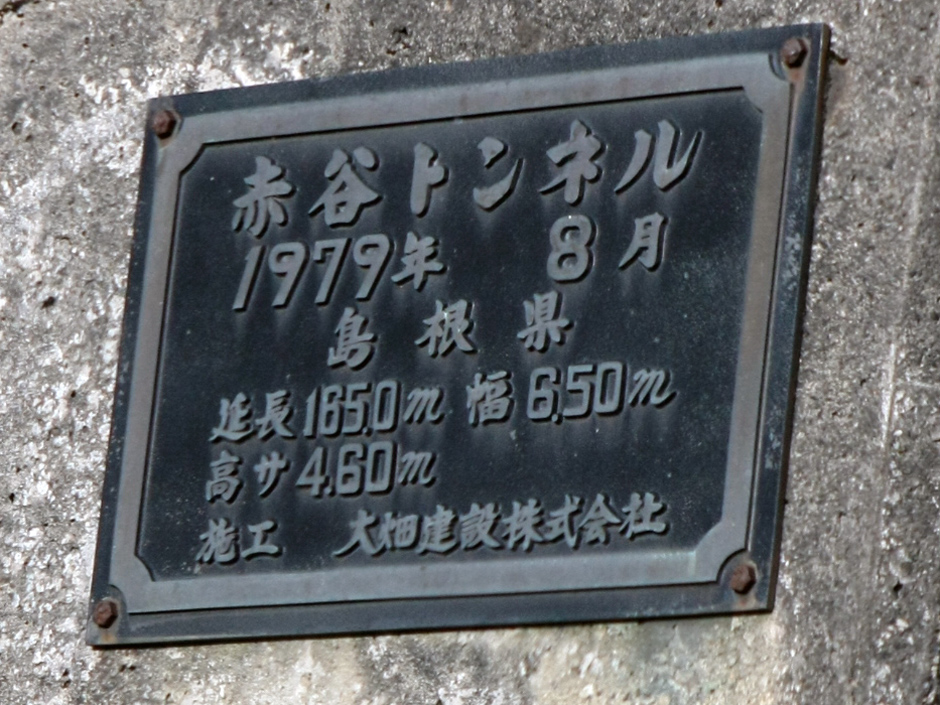 赤谷トンネル
1979年 8月
島根県
延長165.0m 幅6.50m
高サ4.60m
施工 大畑建設株式会社